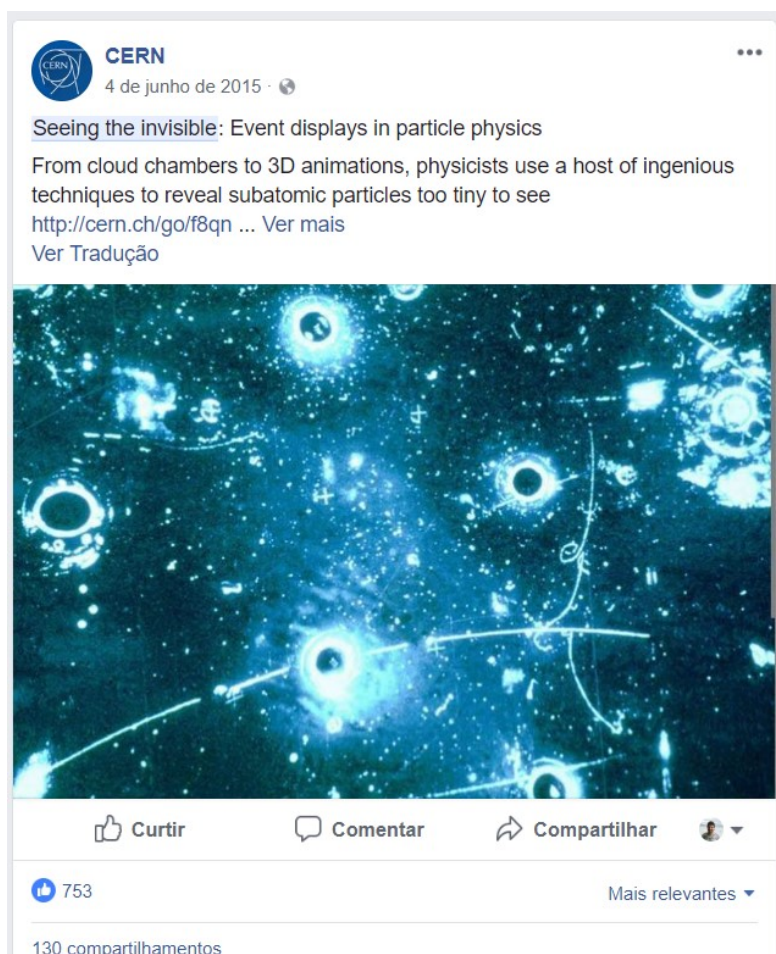 CERN
CERN
4 de junho de 2015 ·
Seeing the invisible: Event displays in particle physics
From cloud chambers to 3D animations, physicists use a host of ingenious
techniques to reveal subatomic particles too tiny to see
http://cern.ch/go/f8qn ... Ver mais
Ver Tradução
Curtir
Comentar
Compartilhar
753
Mais relevantes
130 compartilhamentos